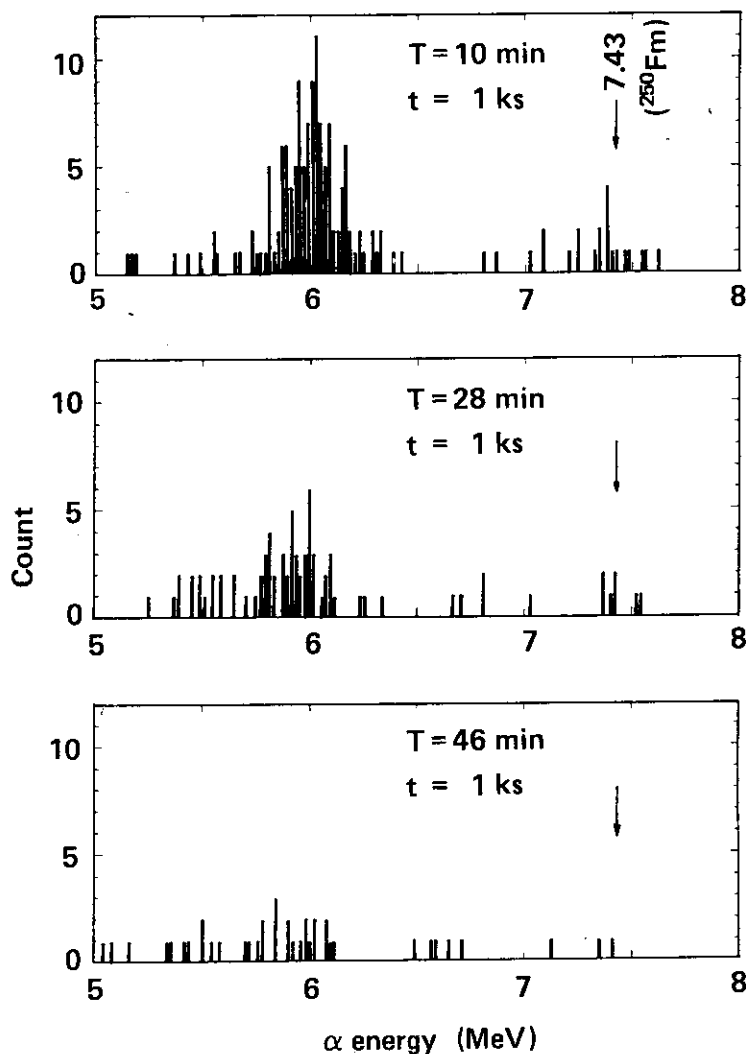 10
5
0
T = 10 min
t = 1 ks
7.43
(250Fm)
5
6
7
8
10
5
0
T = 28 min
t = 1 ks
5
6
7
8
Count
10
5
0
T = 46 min
t = 1 ks
5
6
7
8
α energy (MeV)